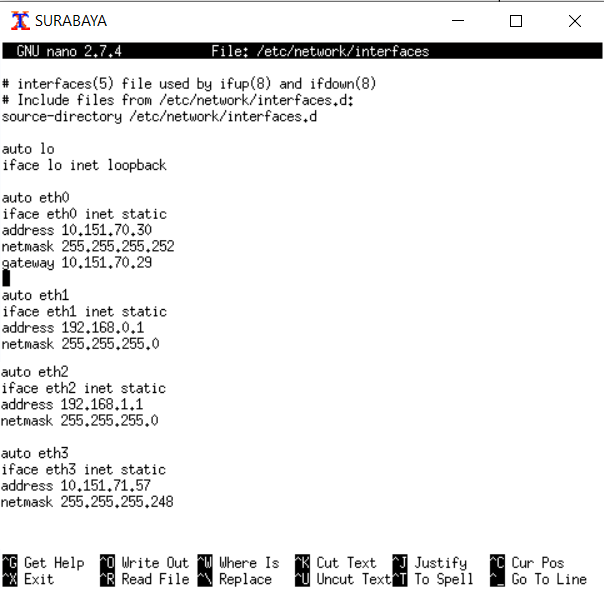 SURABAYA
GNU nano 2.7.4 File: /etc/network/interfaces
# interfaces(5) file used by ifup(8) and ifdown(8)
# Include files from /etc/network/interfaces.d:
source-directory /etc/network/interfaces.d
auto lo
iface lo inet loopback
auto eth0
iface eth0 inet static
address 10.151.70.30
netmask 255.255.255.252
gateway 10.151.70.29
auto eth1
iface eth1 inet static
address 192.168.0.1
netmask 255.255.255.0
auto eth2
iface eth2 inet static
address 192.168.1.1
netmask 255.255.255.0
auto eth3
iface eth3 inet static
address 10.151.71.57
netmask 255.255.255.248
^G Get Help ^O Write Out ^W Where Is ^K Cut Text ^J Justify ^C Cur Pos
^X Exit ^R Read File ^\ Replace ^U Uncut Text ^T To Spell ^_ Go To Line